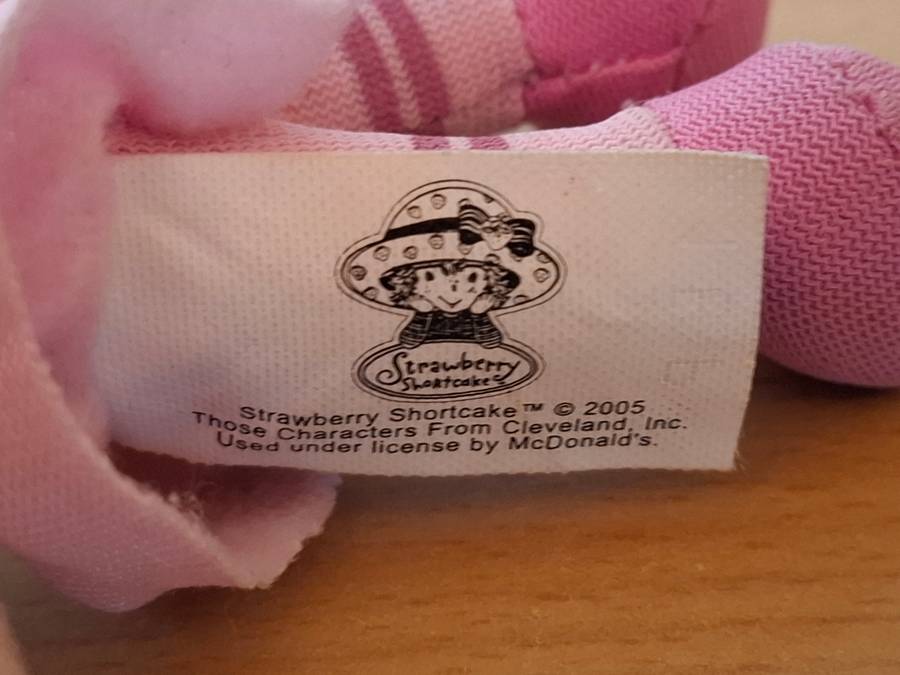 Strawberry
Shortcake
Strawberry Shortcake™ © 2005
Those Characters From Cleveland, Inc.
Used under license by McDonald's.